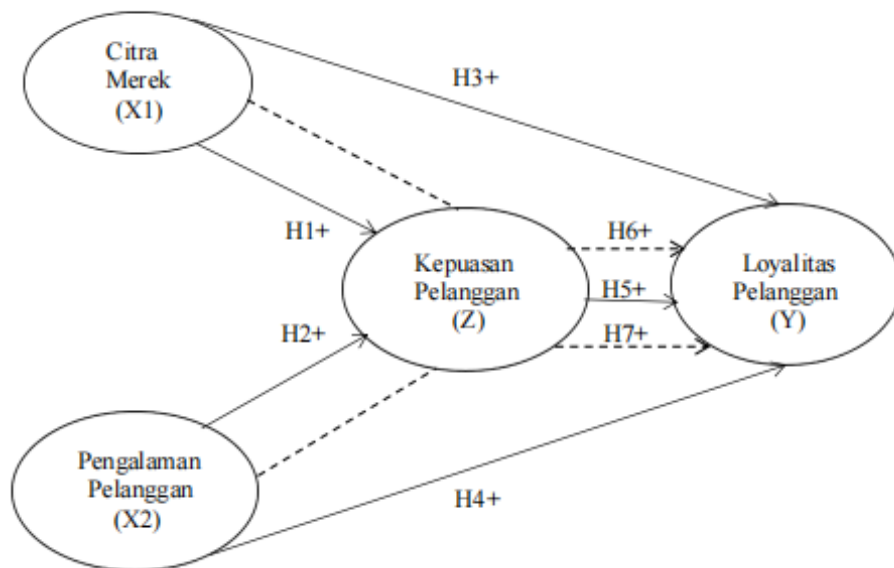 Citra
Merek
(X1)
H3+
H1+
Kepuasan
Pelanggan
(Z)
H6+
H5+
H7+
Loyalitas
Pelanggan
(Y)
H2+
Pengalaman
Pelanggan
(X2)
H4+